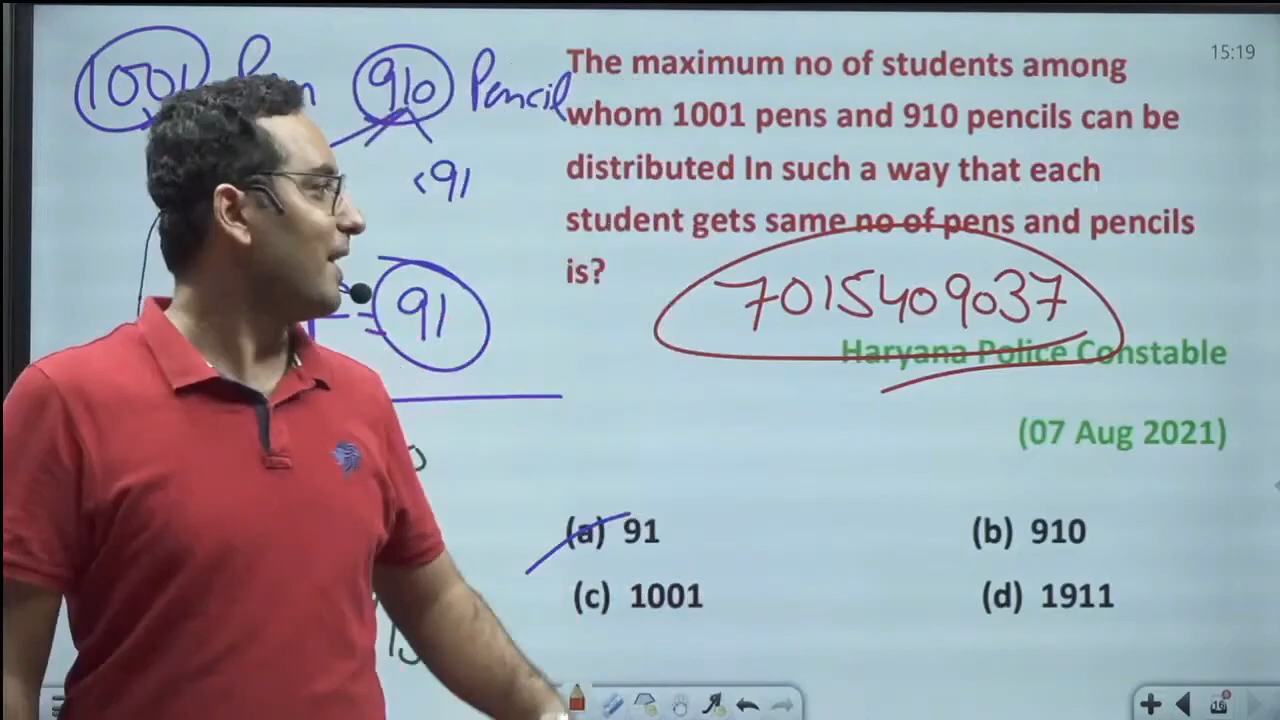 1001 Pen
910 Pencil
91
91
The maximum no of students among
whom 1001 pens and 910 pencils can be
distributed In such a way that each
student gets same no of pens and pencils
is?
7015409037
Haryana Police Constable
(07 Aug 2021)
(a) 91
(b) 910
(c) 1001
(d) 1911
15:19
16